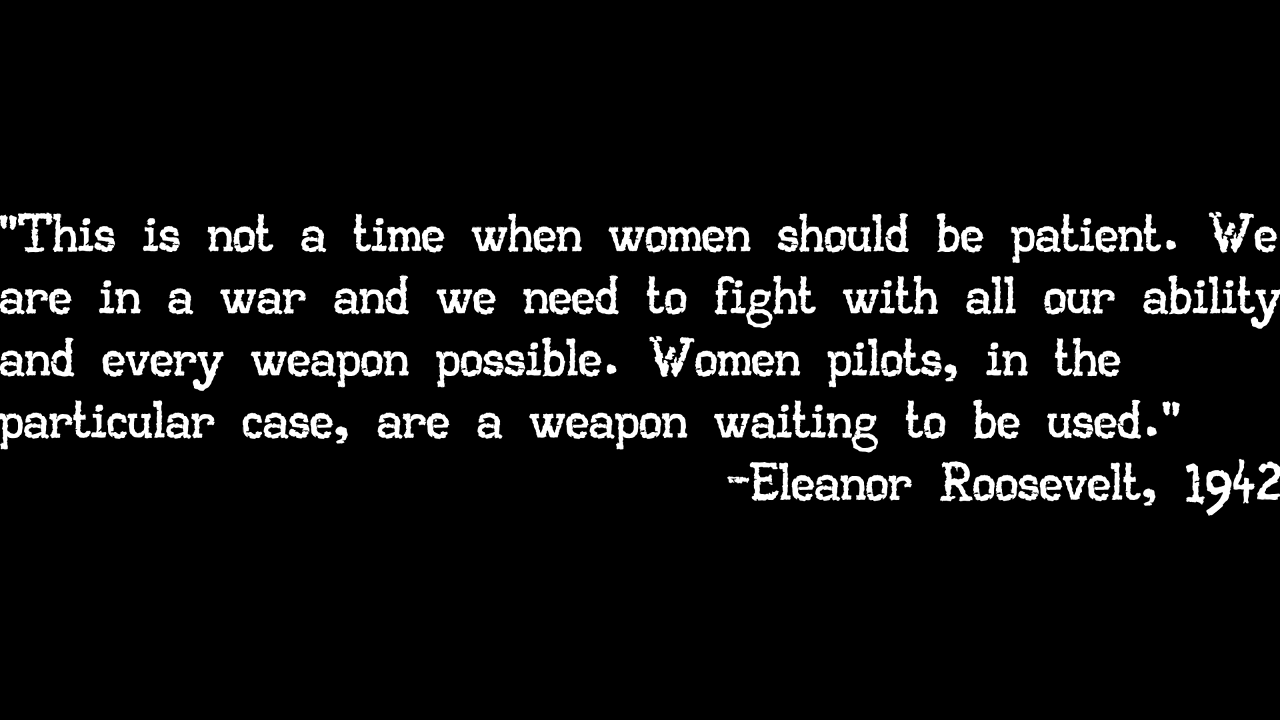 "This is not a time when women should be patient. We
are in a war and we need to fight with all our ability
and every weapon possible. Women pilots, in the
particular case, are a weapon waiting to be used."
~Eleanor Roosevelt, 1942